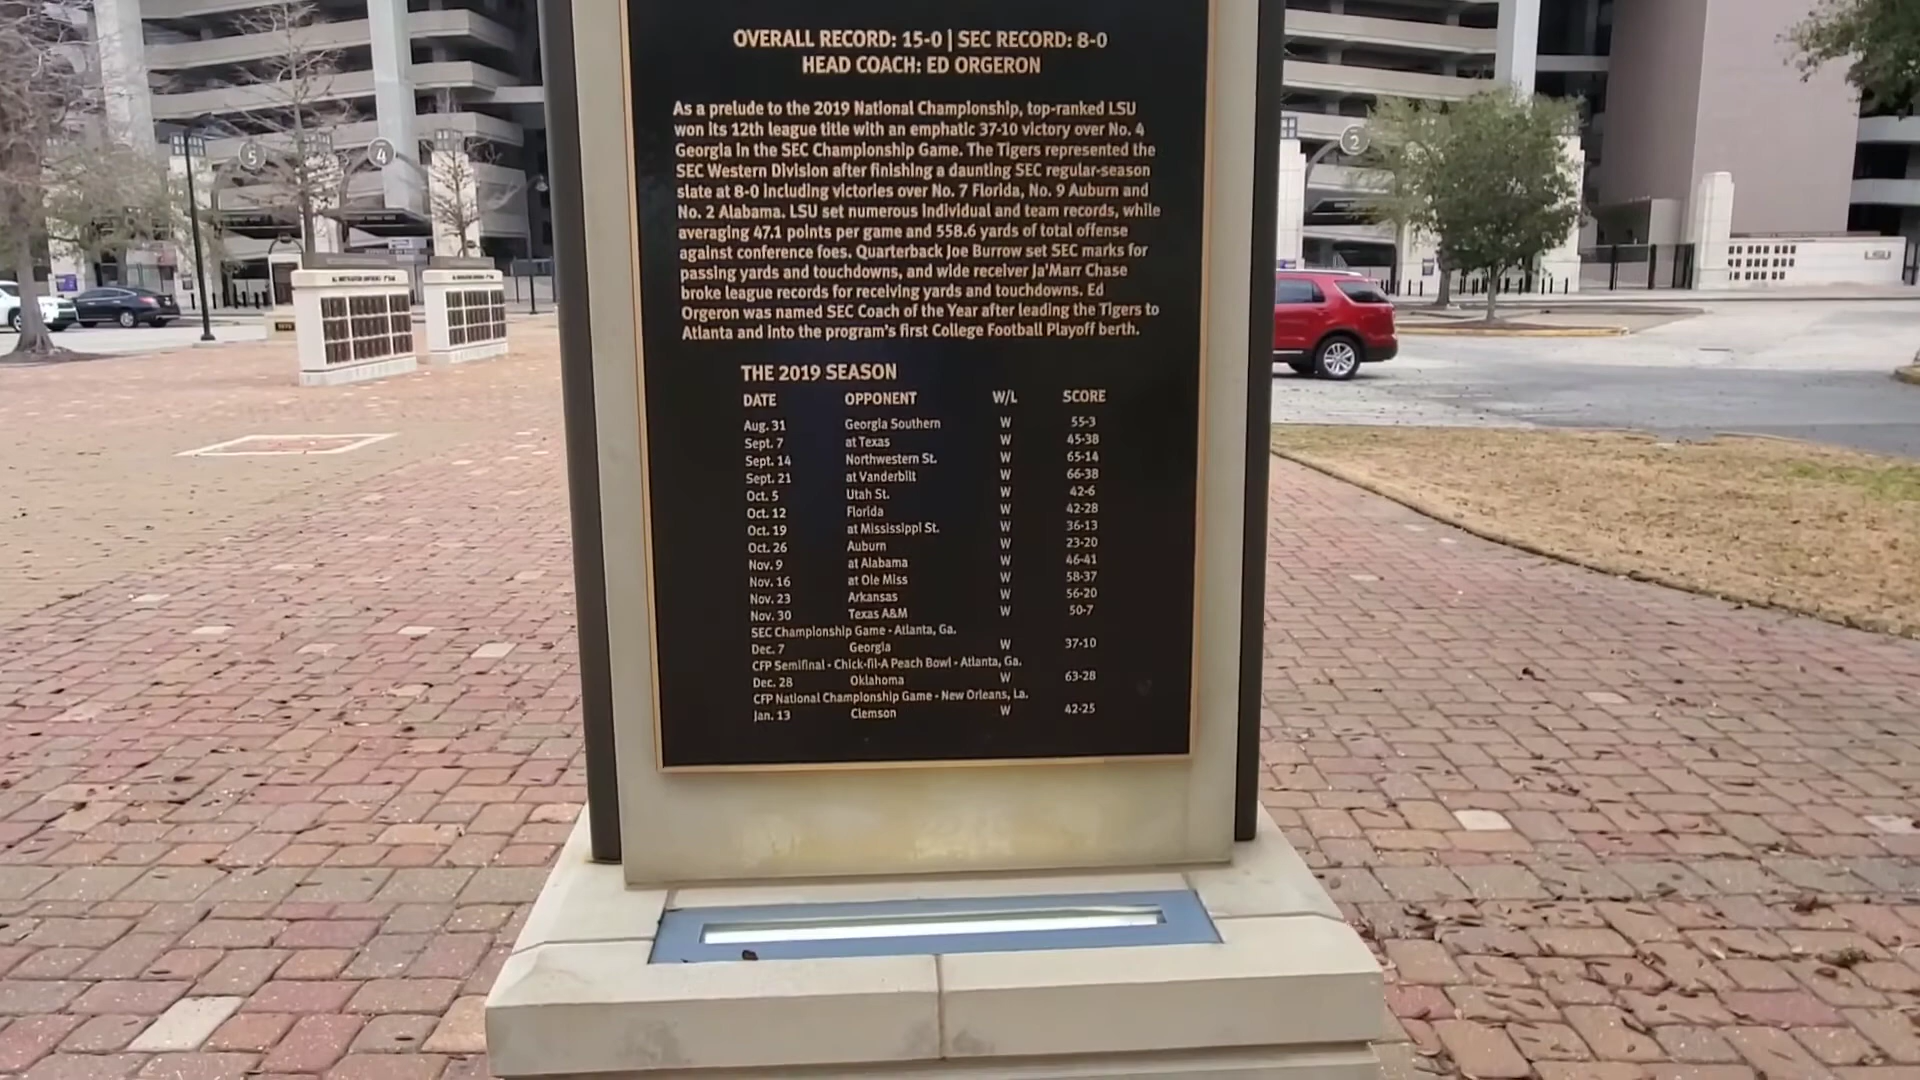 OVERALL RECORD: 15-0 | SEC RECORD: 8-0
HEAD COACH: ED ORGERON
As a prelude to the 2019 National Championship, top-ranked LSU
won its 12th league title with an emphatic 37-10 victory over No. 4
Georgia in the SEC Championship Game. The Tigers represented the
SEC Western Division after finishing a daunting SEC regular-season
slate at 8-0 including victories over No. 7 Florida, No. 9 Auburn and
No. 2 Alabama. LSU set numerous individual and team records, while
averaging 47.1 points per game and 558.6 yards of total offense
against conference foes. Quarterback Joe Burrow set SEC marks for
passing yards and touchdowns, and wide receiver Ja'Marr Chase
broke league records for receiving yards and touchdowns. Ed
Orgeron was named SEC Coach of the Year after leading the Tigers to
Atlanta and into the program's first College Football Playoff berth.
THE 2019 SEASON
DATE OPPONENT W/L SCORE
Aug. 31 Georgia Southern W 55-3
Sept. 7 at Texas W 45-38
Sept. 14 Northwestern St. W 65-14
Sept. 21 at Vanderbilt W 66-38
Oct. 5 Utah St. W 42-6
Oct. 12 Florida W 42-28
Oct. 19 at Mississippi St. W 36-13
Oct. 26 Auburn W 23-20
Nov. 9 at Alabama W 46-41
Nov. 16 at Ole Miss W 58-37
Nov. 23 Arkansas W 56-20
Nov. 30 Texas A&M W 50-7
SEC Championship Game - Atlanta, Ga.
Dec. 7 Georgia W 37-10
CFP Semifinal - Chick-fil-A Peach Bowl - Atlanta, Ga.
Dec. 28 Oklahoma W 63-28
CFP National Championship Game - New Orleans, La.
Jan. 13 Clemson W 42-25
5
4
2
LSU